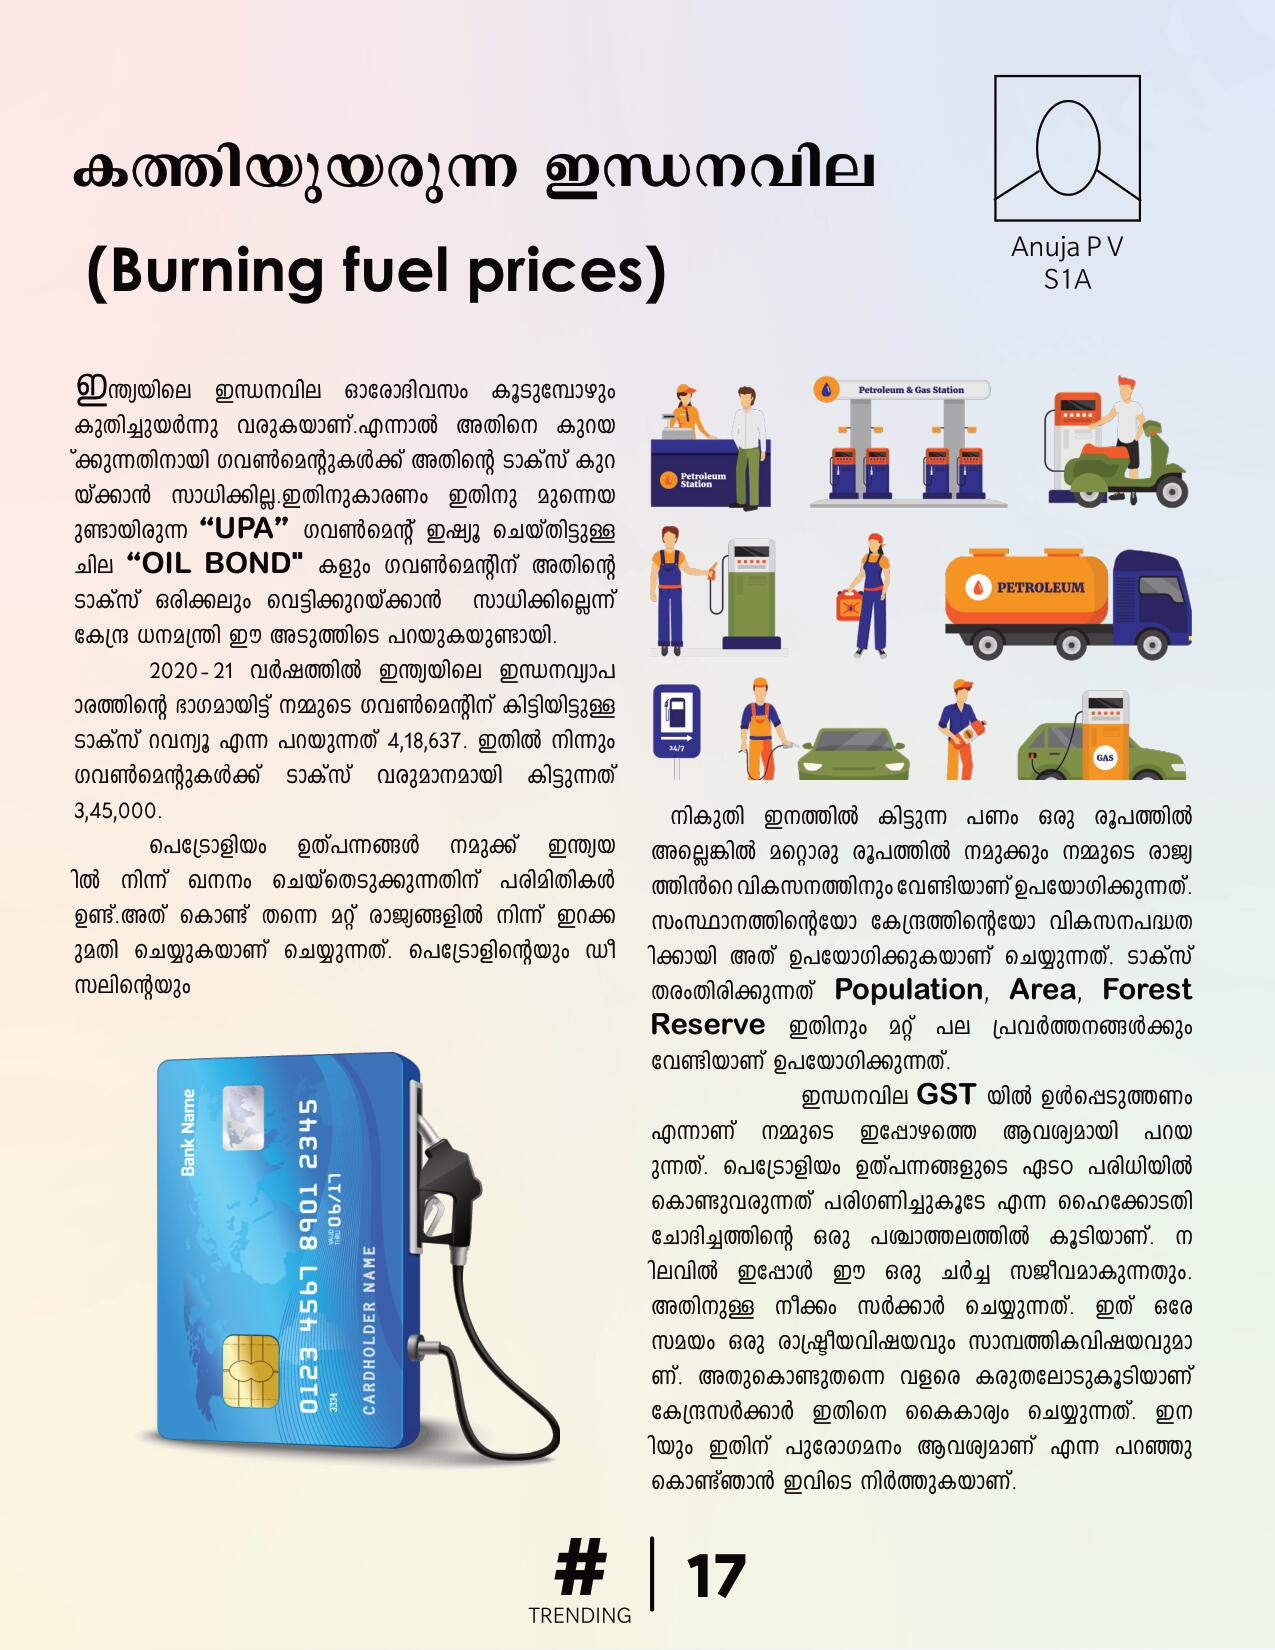 കത്തിയുയരുന്ന ഇന്ധനവില
(Burning fuel prices)
Anuja P V
S1A
ഇന്ത്യയിലെ ഇന്ധനവില ഓരോദിവസം കൂടുമ്പോഴും
കുതിച്ചുയർന്നു വരുകയാണ്.എന്നാൽ അതിനെ കുറയ
്ക്കുന്നതിനായി ഗവൺമെന്റുകൾക്ക് അതിന്റെ ടാക്സ് കുറ
യ്ക്കാൻ സാധിക്കില്ല.ഇതിനുകാരണം ഇതിനു മുന്നെയ
ുണ്ടായിരുന്ന “UPA” ഗവൺമെന്റ് ഇഷ്യൂ ചെയ്തിട്ടുള്ള
ചില “OIL BOND" കളും ഗവൺമെന്റിന് അതിന്റെ
ടാക്സ് ഒരിക്കലും വെട്ടിക്കുറയ്ക്കാൻ സാധിക്കില്ലെന്ന്
കേന്ദ്ര ധനമന്ത്രി ഈ അടുത്തിടെ പറയുകയുണ്ടായി.
2020-21 വർഷത്തിൽ ഇന്ത്യയിലെ ഇന്ധനവ്യാപ
ാരത്തിന്റെ ഭാഗമായിട്ട് നമ്മുടെ ഗവൺമെന്റിന് കിട്ടിയിട്ടുള്ള
ടാക്സ് റവന്യൂ എന്ന പറയുന്നത് 4,18,637. ഇതിൽ നിന്നും
ഗവൺമെന്റുകൾക്ക് ടാക്സ് വരുമാനമായി കിട്ടുന്നത്
3,45,000.
പെട്രോളിയം ഉത്പന്നങ്ങൾ നമുക്ക് ഇന്ത്യയ
ിൽ നിന്ന് ഖനനം ചെയ്തെടുക്കുന്നതിന് പരിമിതികൾ
ഉണ്ട്.അത് കൊണ്ട് തന്നെ മറ്റ് രാജ്യങ്ങളിൽ നിന്ന് ഇറക്ക
ുമതി ചെയ്യുകയാണ് ചെയ്യുന്നത്. പെട്രോളിന്റെയും ഡീ
സലിന്റെയും
Bank Name
0123 4567 8901 2345
3334
VALID THRU 06/17
CARDHOLDER NAME
Petroleum Station
Petroleum & Gas Station
PETROLEUM
24/7
GAS
നികുതി ഇനത്തിൽ കിട്ടുന്ന പണം ഒരു രൂപത്തിൽ
അല്ലെങ്കിൽ മറ്റൊരു രൂപത്തിൽ നമുക്കും നമ്മുടെ രാജ്യ
ത്തിൻറെ വികസനത്തിനും വേണ്ടിയാണ് ഉപയോഗിക്കുന്നത്.
സംസ്ഥാനത്തിന്റെയോ കേന്ദ്രത്തിന്റെയോ വികസനപദ്ധത
ിക്കായി അത് ഉപയോഗിക്കുകയാണ് ചെയ്യുന്നത്. ടാക്സ്
തരംതിരിക്കുന്നത് Population, Area, Forest
Reserve ഇതിനും മറ്റ് പല പ്രവർത്തനങ്ങൾക്കും
വേണ്ടിയാണ് ഉപയോഗിക്കുന്നത്.
ഇന്ധനവില GST യിൽ ഉൾപ്പെടുത്തണം
എന്നാണ് നമ്മുടെ ഇപ്പോഴത്തെ ആവശ്യമായി പറയ
ുന്നത്. പെട്രോളിയം ഉത്പന്നങ്ങളുടെ ഏടഠ പരിധിയിൽ
കൊണ്ടുവരുന്നത് പരിഗണിച്ചുകൂടേ എന്ന ഹൈക്കോടതി
ചോദിച്ചത്തിന്റെ ഒരു പശ്ചാത്തലത്തിൽ കൂടിയാണ്. ന
ിലവിൽ ഇപ്പോൾ ഈ ഒരു ചർച്ച സജീവമാകുന്നതും.
അതിനുള്ള നീക്കം സർക്കാർ ചെയ്യുന്നത്. ഇത് ഒരേ
സമയം ഒരു രാഷ്ട്രീയവിഷയവും സാമ്പത്തികവിഷയവുമാ
ണ്. അതുകൊണ്ടുതന്നെ വളരെ കരുതലോടുകൂടിയാണ്
കേന്ദ്രസർക്കാർ ഇതിനെ കൈകാര്യം ചെയ്യുന്നത്. ഇന
ിയും ഇതിന് പുരോഗമനം ആവശ്യമാണ് എന്ന പറഞ്ഞു
കൊണ്ട്ഞാൻ ഇവിടെ നിർത്തുകയാണ്.
#
TRENDING
17